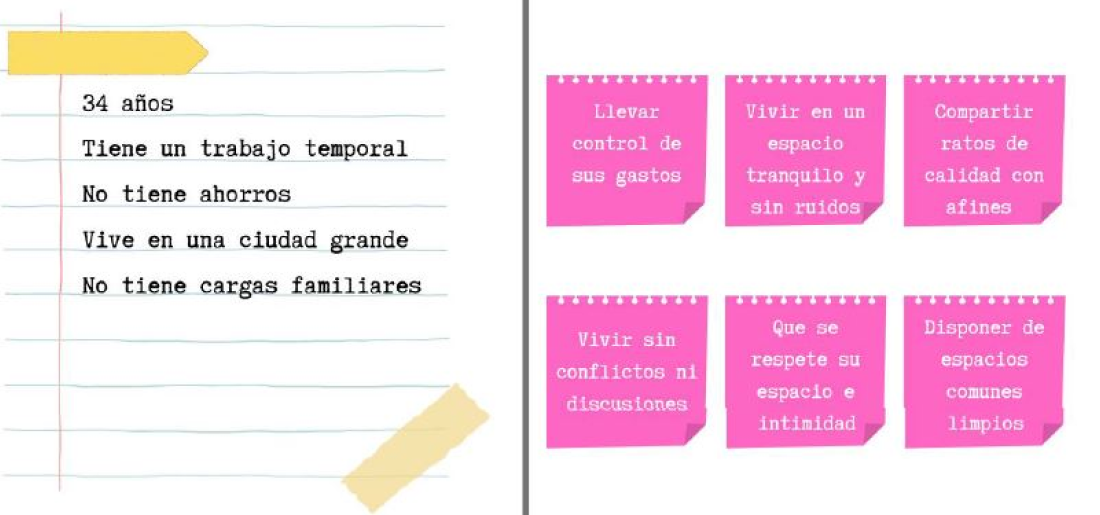 34 años
Tiene un trabajo temporal
No tiene ahorros
Vive en una ciudad grande
No tiene cargas familiares
Llevar
control de
sus gastos
Vivir en un
espacio
tranquilo y
sin ruidos
Compartir
ratos de
calidad con
afines
Vivir sin
conflictos ni
discusiones
Que se
respete su
espacio e
intimidad
Disponer de
espacios
comunes
limpios